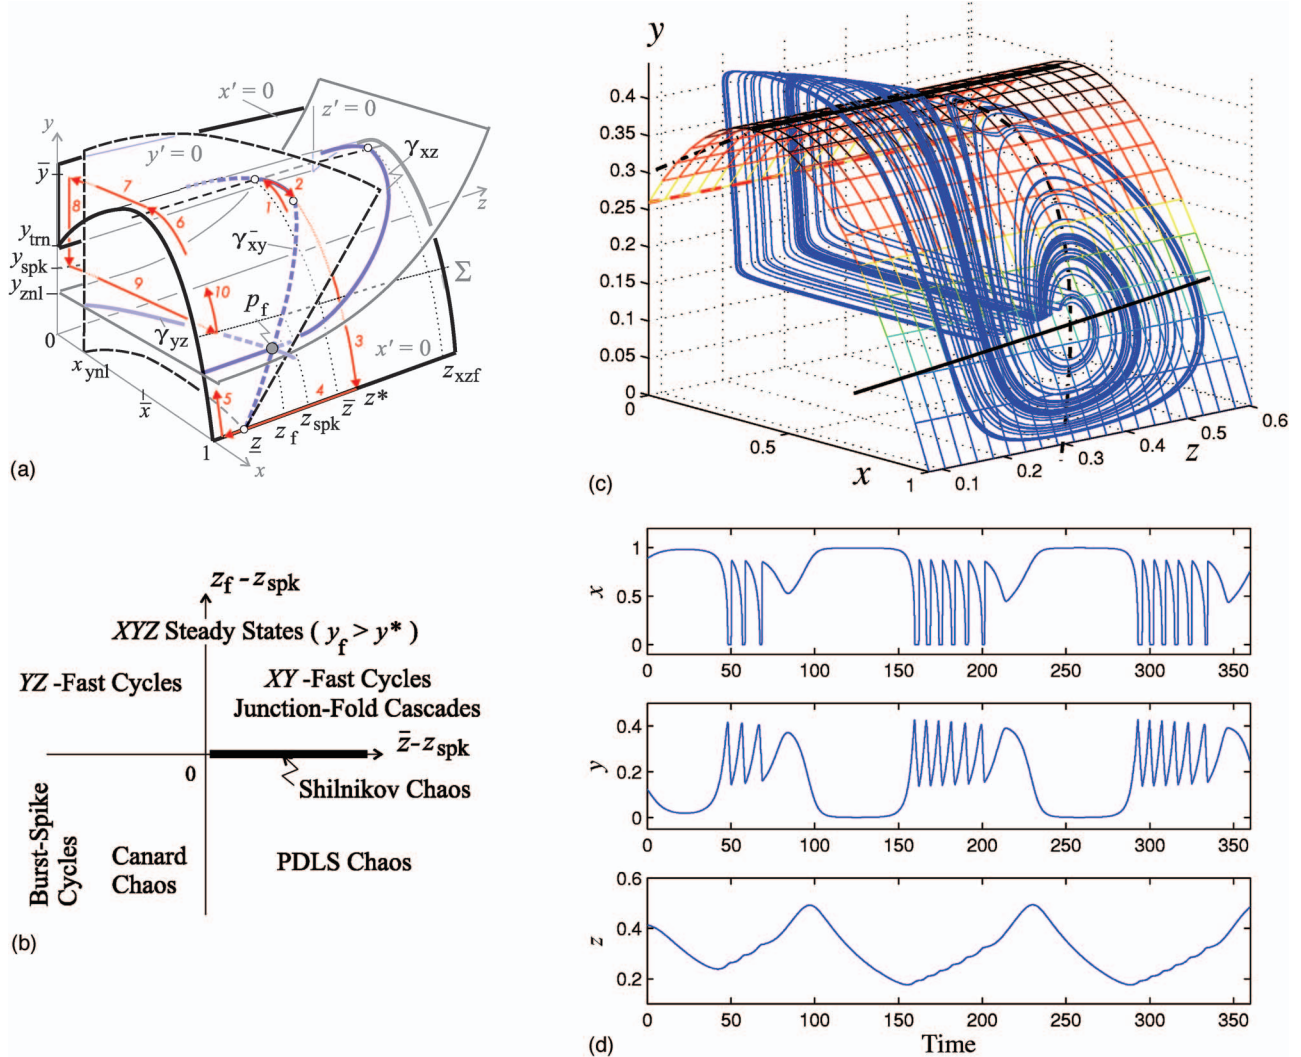 x′ = 0
z′ = 0
y
y′ = 0
γxz
y̅
7
2
z
8
1
ytrn
6
γ−xy
yspk
9
Σ
yznl
10
pf
0
γyz
3
x′ = 0
xynl
zxzf
x̅
4
z̅
z*
5
zspk
zf
z̲
1
x
(a)
zf - zspk
XYZ Steady States ( yf > y* )
YZ -Fast Cycles
XY -Fast Cycles
Junction-Fold Cascades
z̅- zspk
0
Shilnikov Chaos
Burst-Spike
Cycles
Canard
Chaos
PDLS Chaos
(b)
y
0.4
0.35
0.3
0.25
0.2
0.15
0.1
0.05
0
0
0.5
x
1
0.1
0.2
0.3
0.4
0.5
0.6
z
(c)
x
1
0.5
0
0 50 100 150 200 250 300 350
y
0.4
0.2
0
0 50 100 150 200 250 300 350
z
0.6
0.4
0.2
0 50 100 150 200 250 300 350
Time
(d)